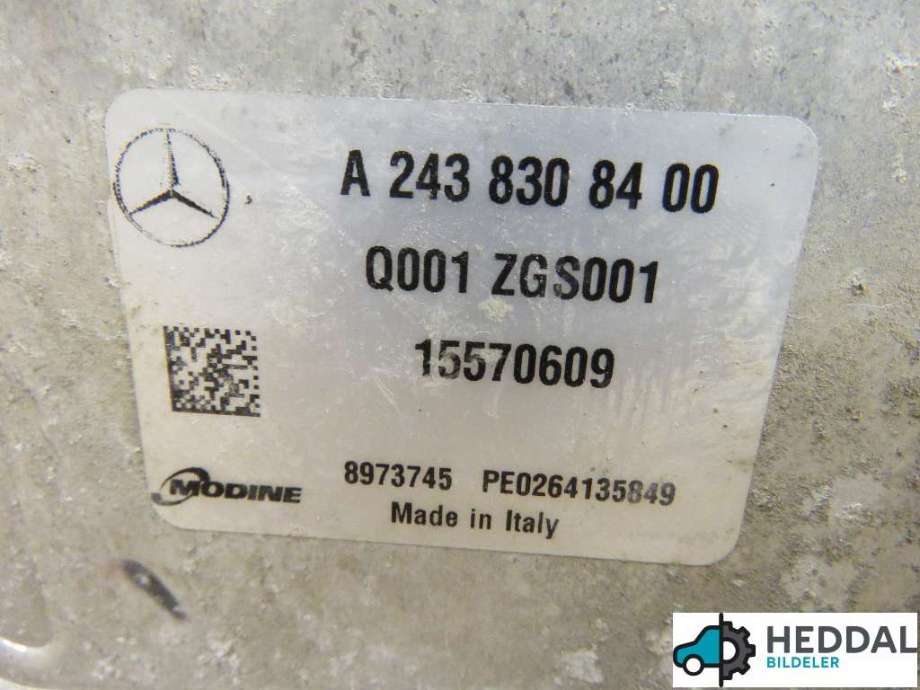 A 243 830 84 00
Q001 ZGS001
15570609
MODINE
8973745 PE0264135849
Made in Italy
HEDDAL
BILDELER